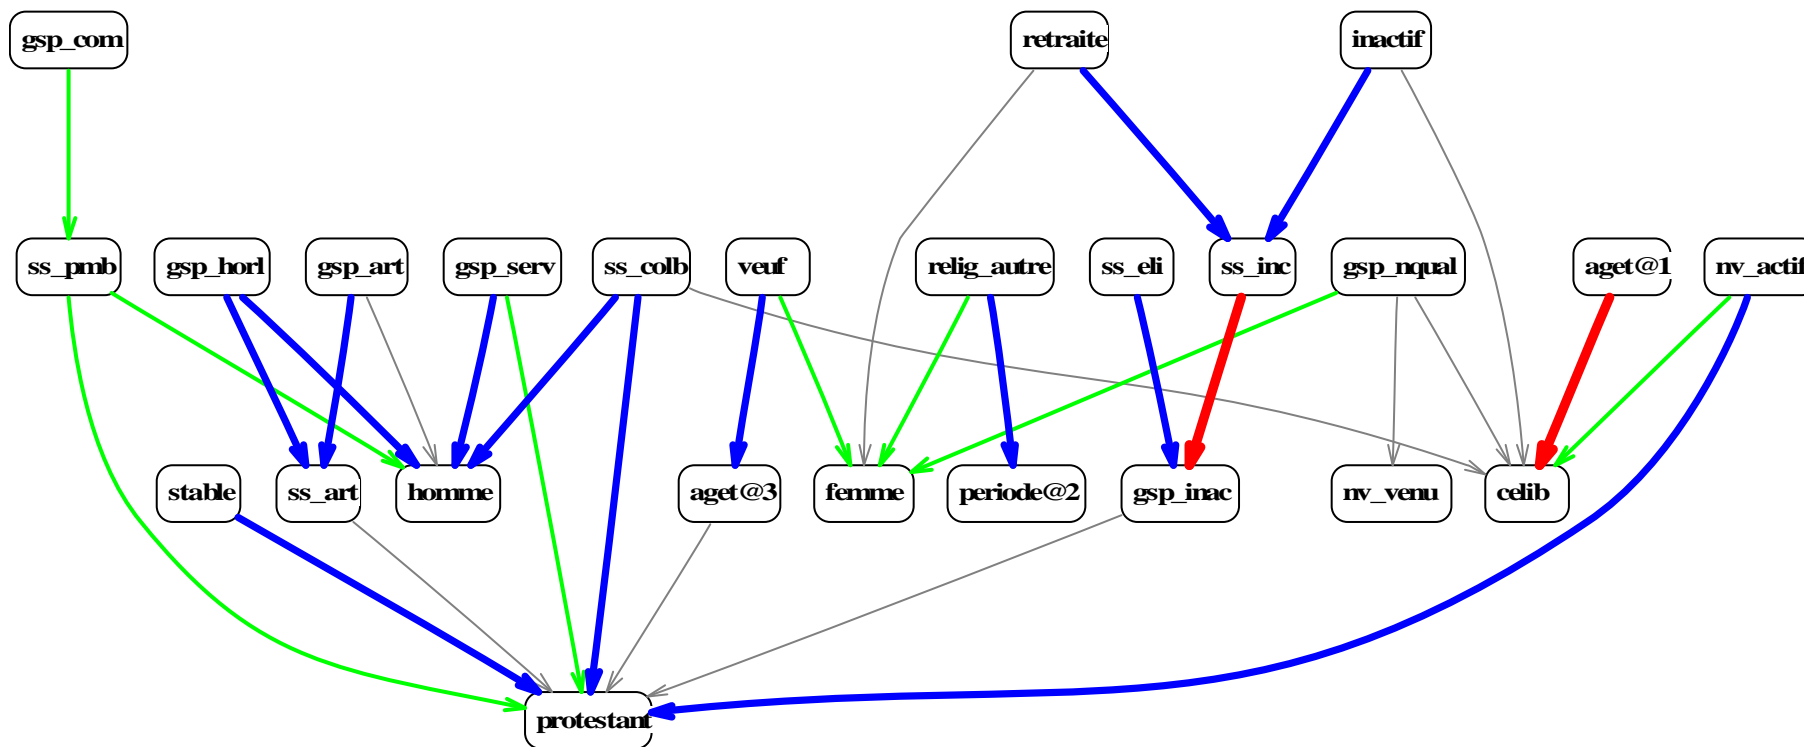 gsp_com
retraite
inactif
ss_pmb
gsp_horl
gsp_art
gsp_serv
ss_colb
veuf
relig_autre
ss_eli
ss_inc
gsp_nqual
aget@1
nv_actif
stable
ss_art
homme
aget@3
femme
periode@2
gsp_inac
nv_venu
celib
protestant